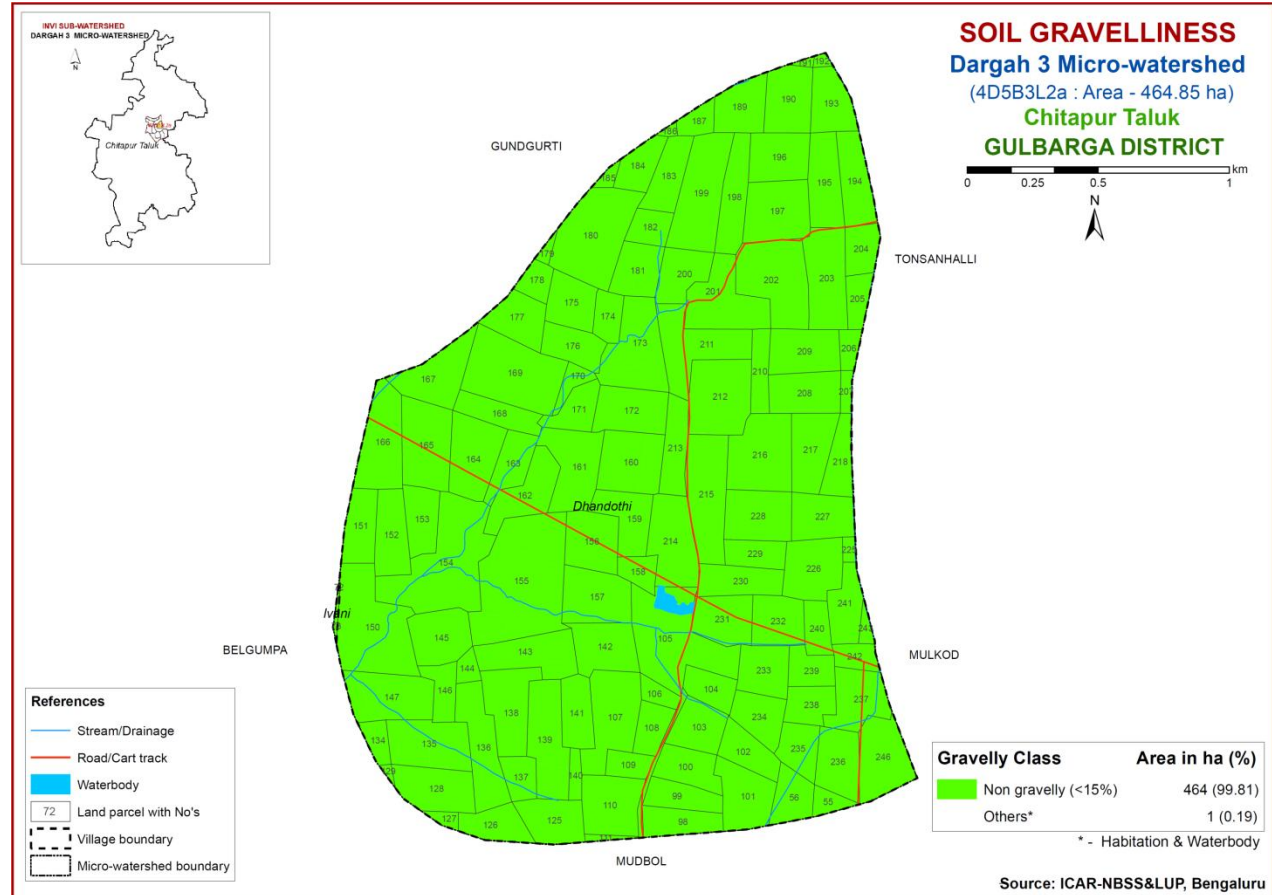 INVI SUB-WATERSHED
DARGAH 3 MICRO-WATERSHED
N
Chitapur Taluk
SOIL GRAVELLINESS
Dargah 3 Micro-watershed
(4D5B3L2a : Area - 464.85 ha)
Chitapur Taluk
GULBARGA DISTRICT
0 0.25 0.5 1 km
N
GUNDGURTI
TONSANHALLI
BELGUMPA
MULKOD
MUDBOL
Dhandothi
Ivani
191 192
189 190 193
187
186
184 183 196
185 199 198 195 194
197
180 182
204
179 181 200 202 203
178 201
175 205
177 174
173 211
176 209 206
169 210
167 170 208 207
212
168 171 172
166 165 213
164 163 161 160 216 217 218
162 215
151 153 159 228 227
152 156 214
154 229 225
155 158 230 226
157 241
150 231 232 240 243
145 105
143 142 242
144 233 239
147 146 106 104 237
138 141 107 234 238
134 135 136 139 108 103
102 235
129 109 100 236 246
128 137 140
110 99 101 56 55
127 126 125 98
111
References
Stream/Drainage
Road/Cart track
Waterbody
72 Land parcel with No's
Village boundary
Micro-watershed boundary
Gravelly Class Area in ha (%)
Non gravelly (<15%) 464 (99.81)
Others* 1 (0.19)
* - Habitation & Waterbody
Source: ICAR-NBSS&LUP, Bengaluru